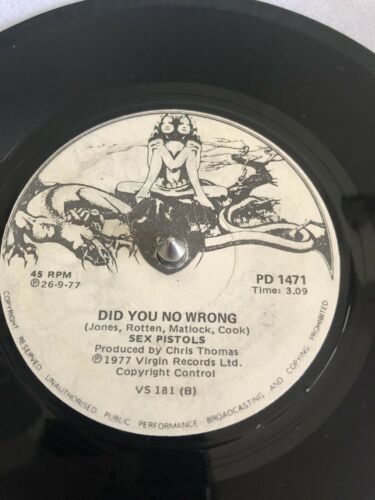 45 RPM
℗26-9-77
PD 1471
Time: 3.09
DID YOU NO WRONG
(Jones, Rotten, Matlock, Cook)
SEX PISTOLS
Produced by Chris Thomas
℗1977 Virgin Records Ltd.
Copyright Control
VS 181 (B)
COPYRIGHT RESERVED UNAUTHORISED PUBLIC PERFORMANCE BROADCASTING AND COPYING PROHIBITED